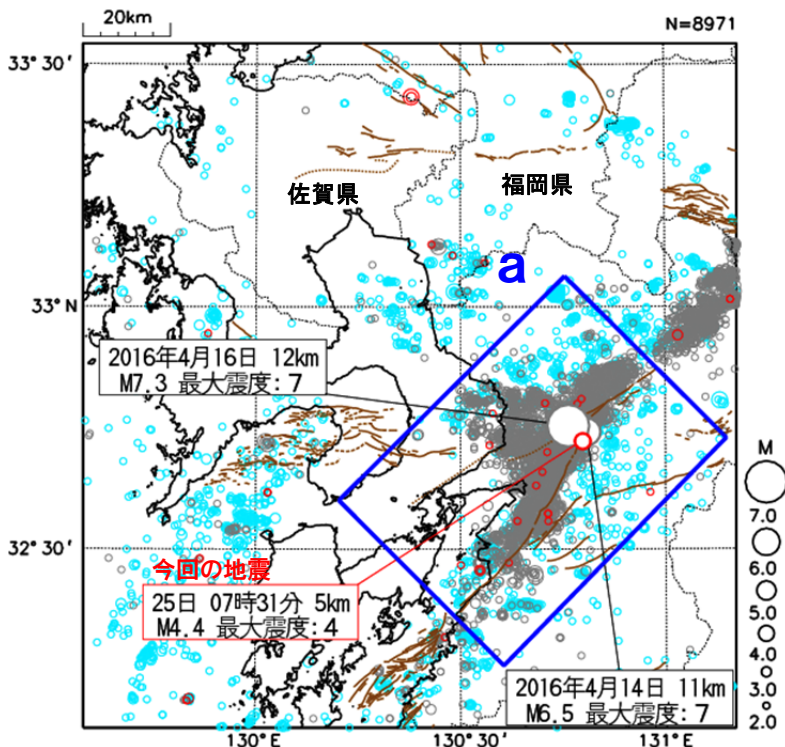 20km
N=8971
33°30′
佐賀県
福岡県
a
33°N
2016年4月16日 12km
M7.3 最大震度:7
M
7.0
32°30′
6.0
今回の地震
25日 07時31分 5km
M4.4 最大震度:4
5.0
4.0
3.0
2016年4月14日 11km
M6.5 最大震度:7
2.0
130°E
130°30′
131°E